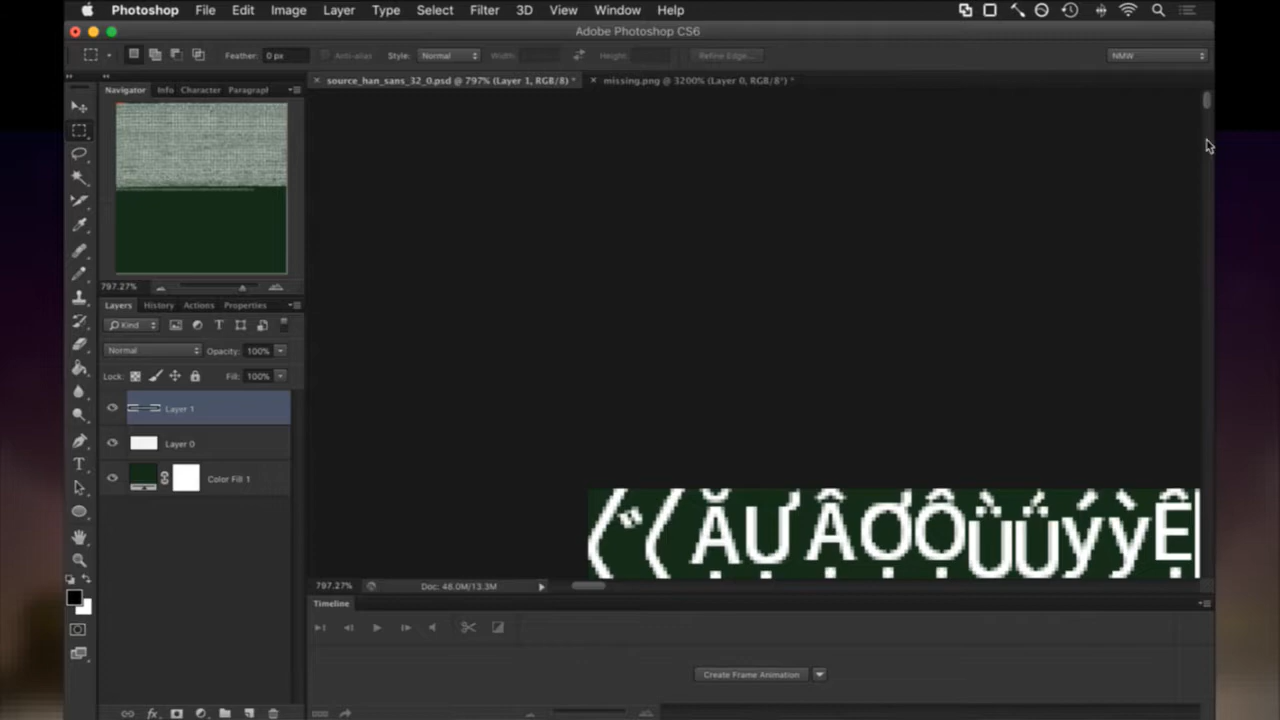 Photoshop File Edit Image Layer Type Select Filter 3D View Window Help
Adobe Photoshop CS6
Feather: 0 px Anti-alias Style: Normal Width: Height: Refine Edge... NMW
source_han_sans_32_0.psd @ 797% (Layer 1, RGB/8) * missing.png @ 3200% (Layer 0, RGB/8*) *
Navigator Info Character Paragraph
797.27%
Layers History Actions Properties
Kind
Normal Opacity: 100%
Lock: Fill: 100%
Layer 1
Layer 0
Color Fill 1
797.27% Doc: 48.0M/13.3M
Timeline
Create Frame Animation